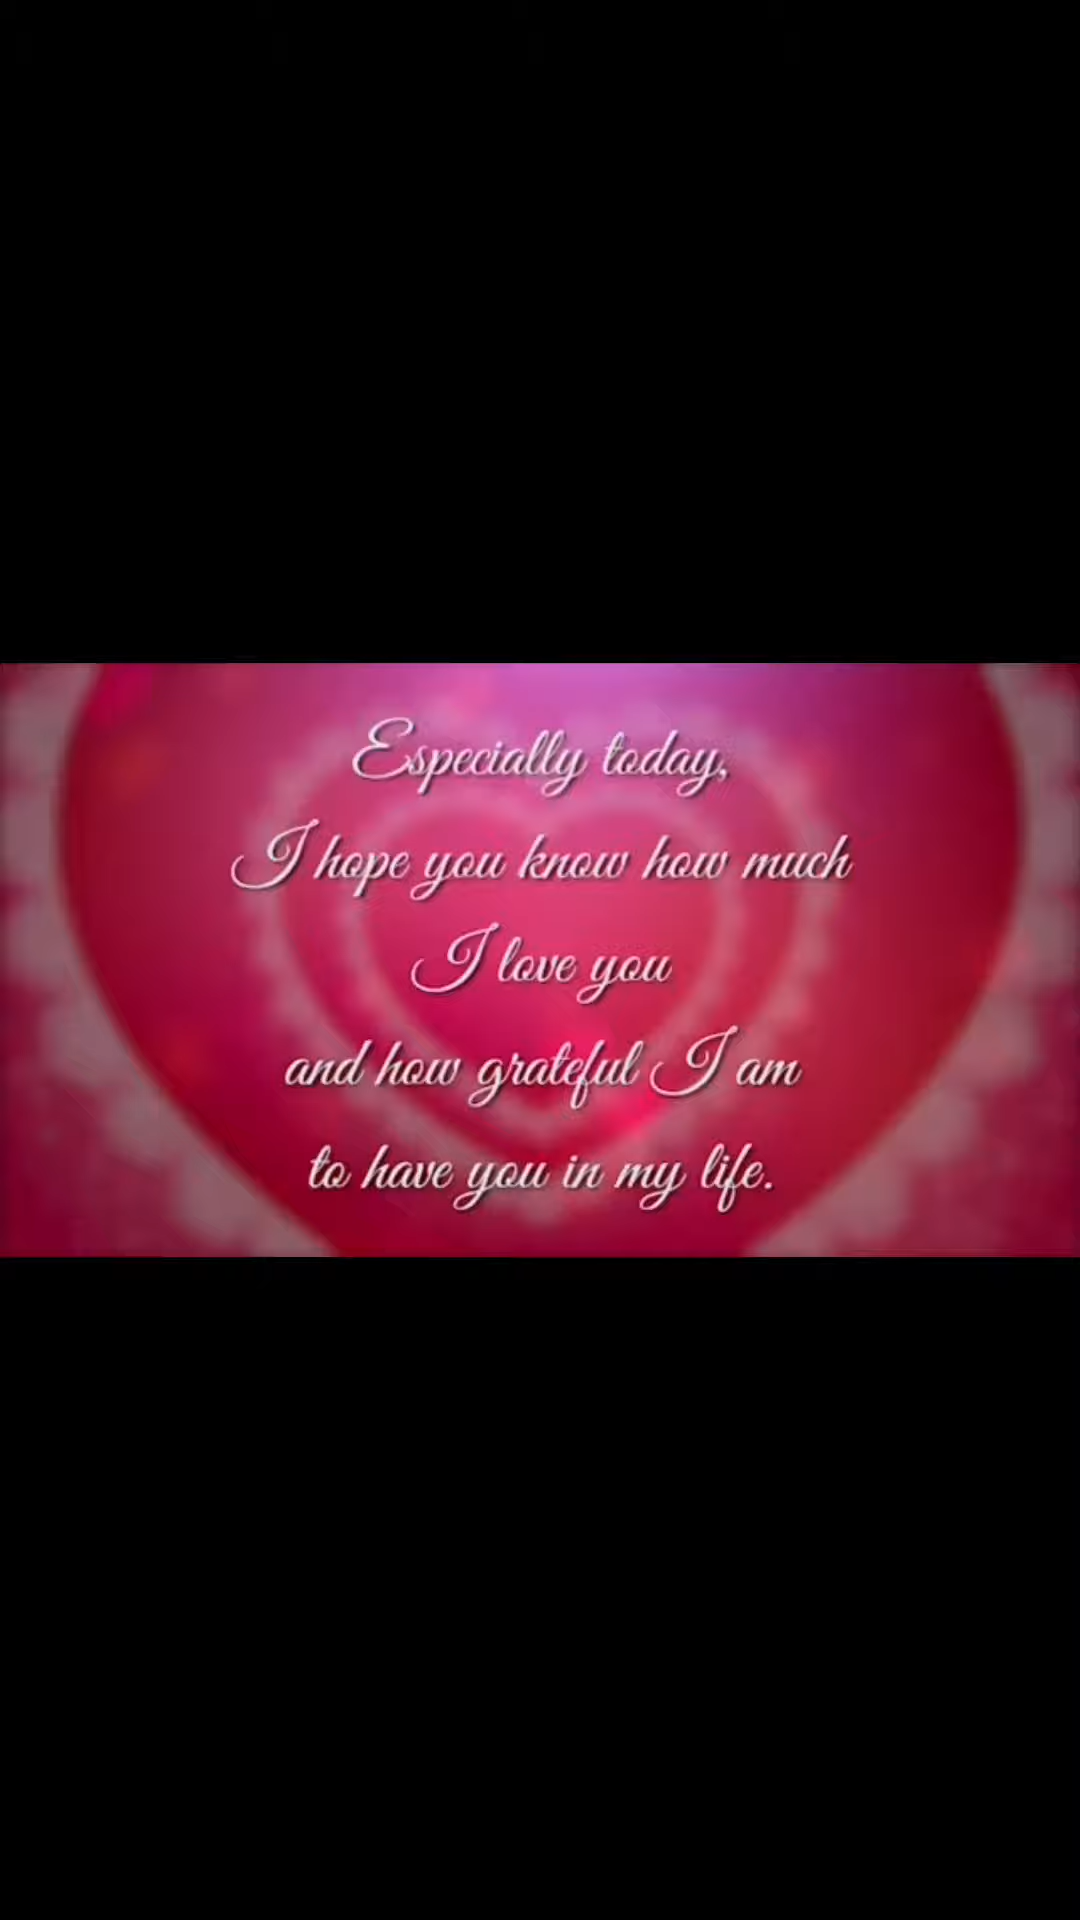 Especially today,
I hope you know how much
I love you
and how grateful I am
to have you in my life.